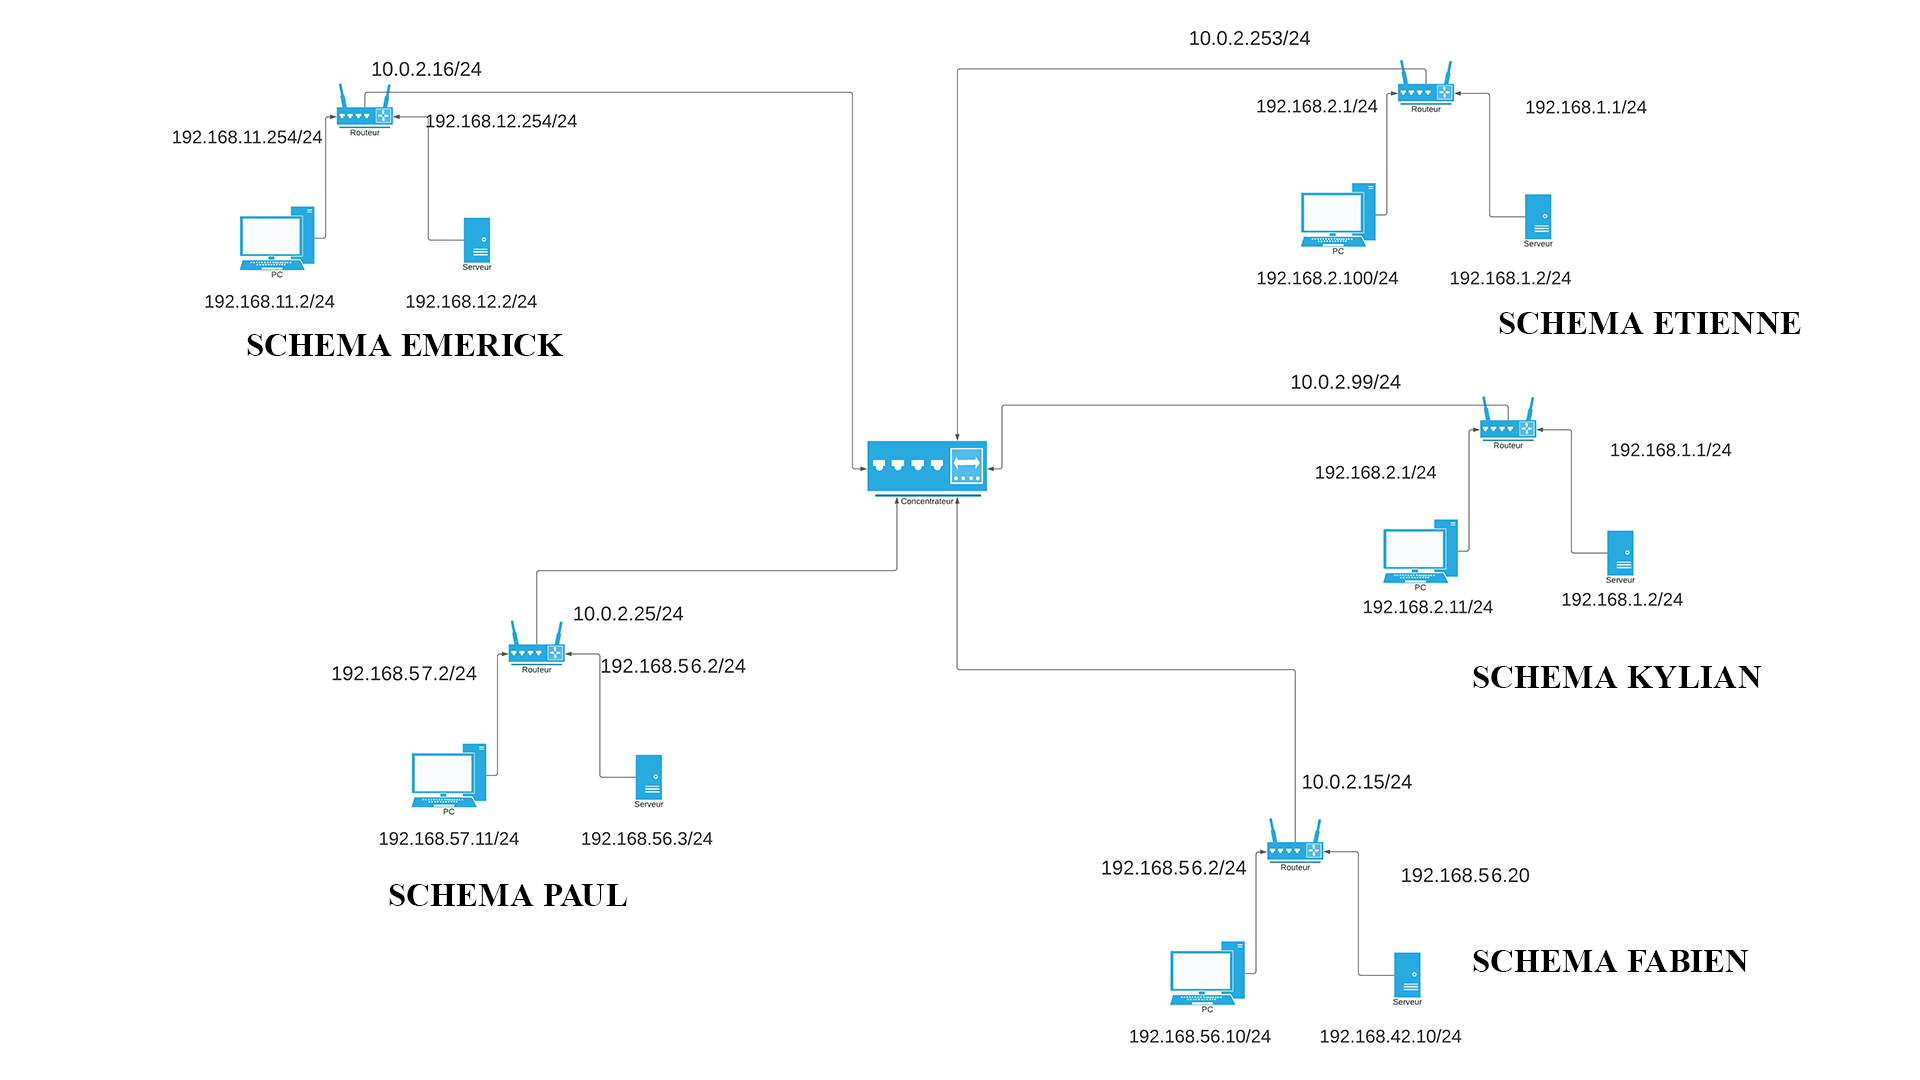 10.0.2.16/24
Routeur
192.168.11.254/24
192.168.12.254/24
PC
Serveur
192.168.11.2/24
192.168.12.2/24
SCHEMA EMERICK
10.0.2.253/24
Routeur
192.168.2.1/24
192.168.1.1/24
PC
Serveur
192.168.2.100/24
192.168.1.2/24
SCHEMA ETIENNE
10.0.2.99/24
Routeur
192.168.2.1/24
192.168.1.1/24
PC
Serveur
192.168.2.11/24
192.168.1.2/24
SCHEMA KYLIAN
Concentrateur
10.0.2.25/24
Routeur
192.168.57.2/24
192.168.56.2/24
PC
Serveur
192.168.57.11/24
192.168.56.3/24
SCHEMA PAUL
10.0.2.15/24
Routeur
192.168.56.2/24
192.168.56.20
PC
Serveur
192.168.56.10/24
192.168.42.10/24
SCHEMA FABIEN